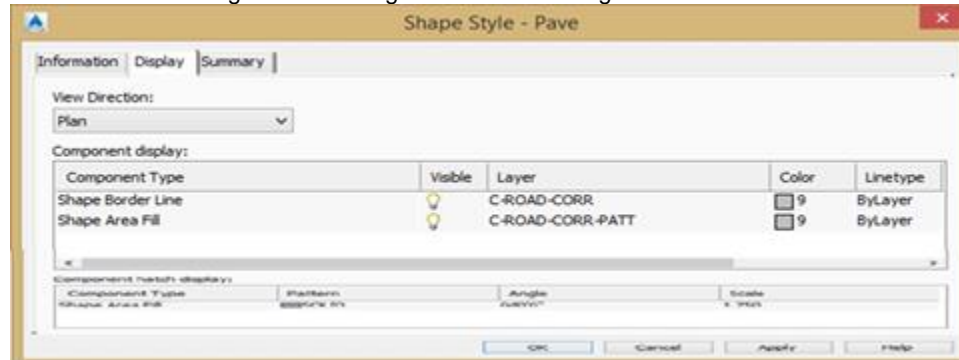 Shape Style - Pave
Information Display Summary
View Direction:
Plan
Component display:
Component Type Visible Layer Color Linetype
Shape Border Line C-ROAD-CORR 9 ByLayer
Shape Area Fill C-ROAD-CORR-PATT 9 ByLayer
Component hatch display:
Component Type Pattern Angle Scale
Shape Area Fill
OK Cancel Apply Help